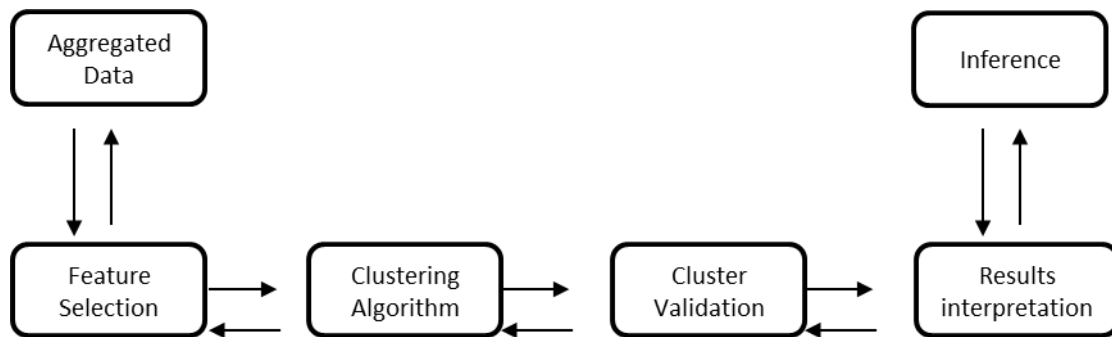 Aggregated
Data
Inference
Feature
Selection
Clustering
Algorithm
Cluster
Validation
Results
interpretation